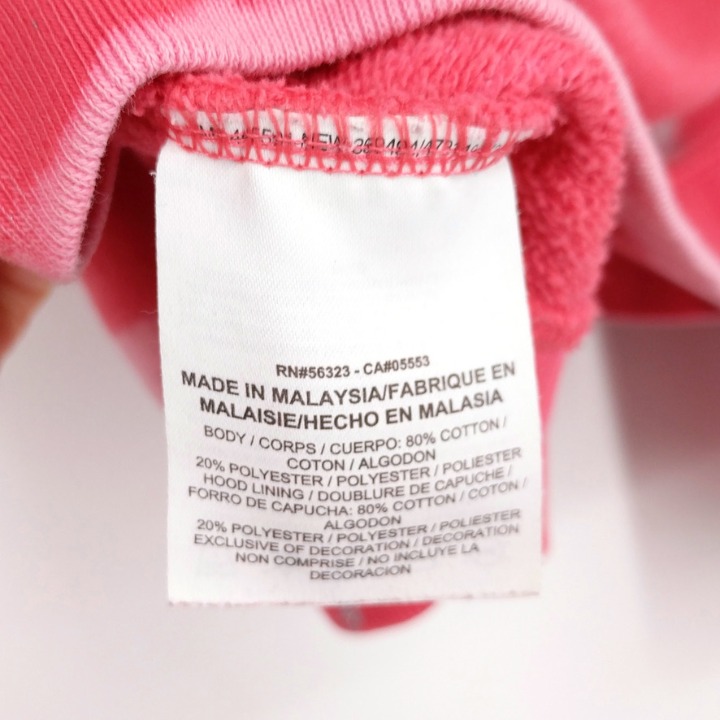 RN#56323 - CA#05553
MADE IN MALAYSIA/FABRIQUE EN
MALAISIE/HECHO EN MALASIA
BODY / CORPS / CUERPO: 80% COTTON /
COTON / ALGODON
20% POLYESTER / POLYESTER / POLIESTER
HOOD LINING / DOUBLURE DE CAPUCHE /
FORRO DE CAPUCHA: 80% COTTON / COTON /
ALGODON
20% POLYESTER / POLYESTER / POLIESTER
EXCLUSIVE OF DECORATION / DECORATION
NON COMPRISE / NO INCLUYE LA
DECORACION